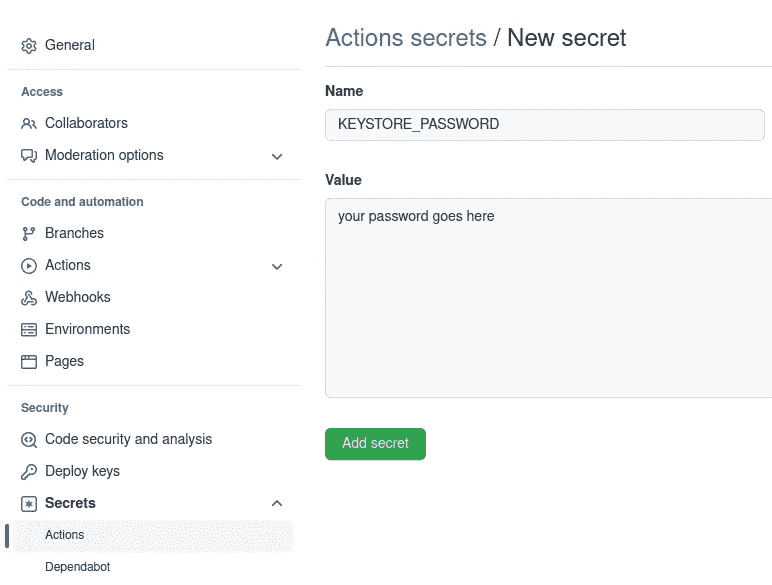 General
Access
Collaborators
Moderation options
Code and automation
Branches
Actions
Webhooks
Environments
Pages
Security
Code security and analysis
Deploy keys
Secrets
Actions
Dependabot
Actions secrets / New secret
Name
KEYSTORE_PASSWORD
Value
your password goes here
Add secret